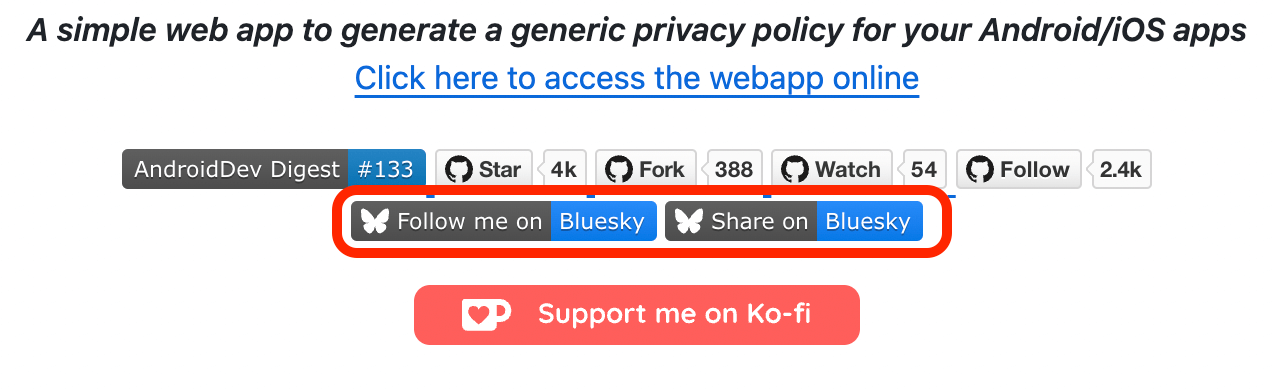 A simple web app to generate a generic privacy policy for your Android/iOS apps
Click here to access the webapp online
AndroidDev Digest #133 Star 4k Fork 388 Watch 54 Follow 2.4k
Follow me on Bluesky Share on Bluesky
Support me on Ko-fi